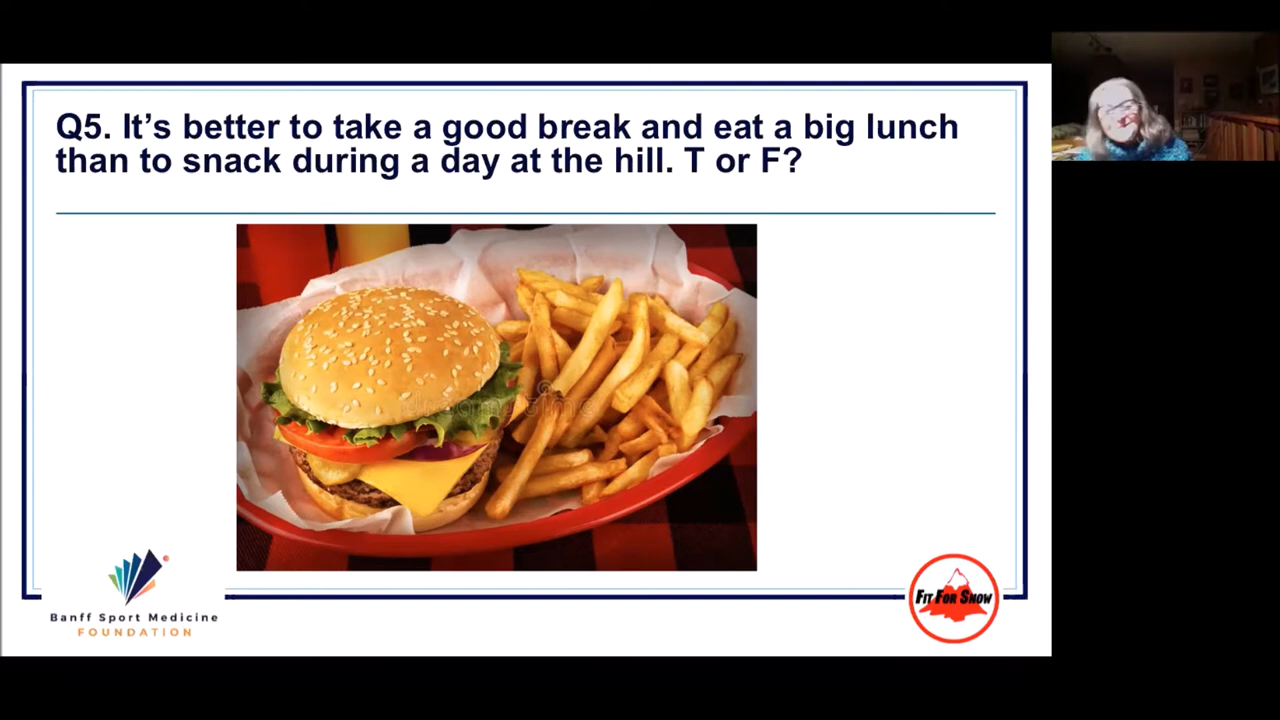 Q5. It’s better to take a good break and eat a big lunch
than to snack during a day at the hill. T or F?
dreamstime
Banff Sport Medicine
FOUNDATION
FIT FOR SNOW